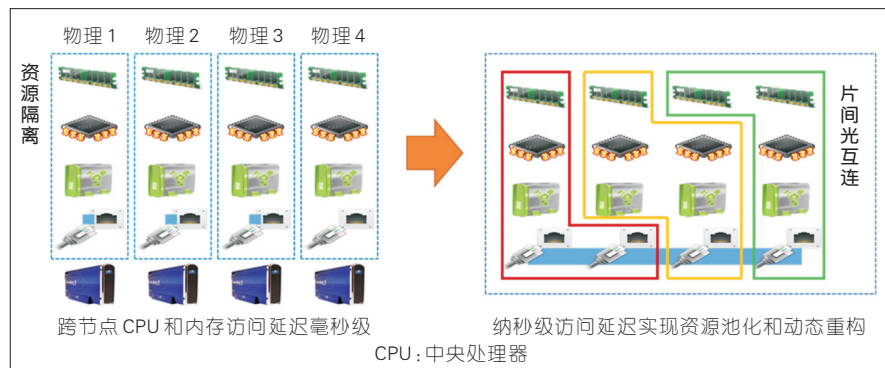 物理 1 物理 2 物理 3 物理 4
资源隔离
片间光互连
跨节点 CPU 和内存访问延迟毫秒级
纳秒级访问延迟实现资源池化和动态重构
CPU：中央处理器